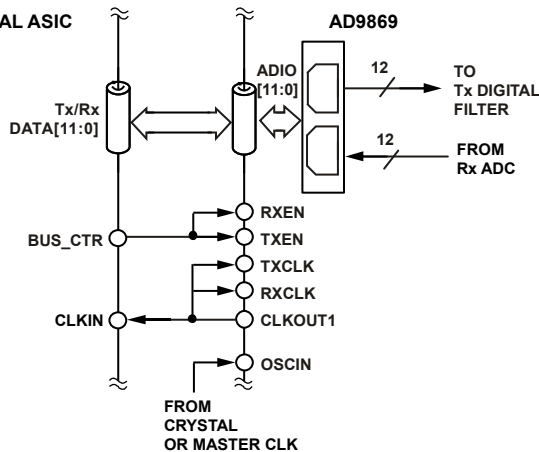 AL ASIC
AD9869
ADIO
[11:0]
12
TO
Tx DIGITAL
FILTER
Tx/Rx
DATA[11:0]
12
FROM
Rx ADC
RXEN
BUS_CTR
TXEN
TXCLK
RXCLK
CLKIN
CLKOUT1
OSCIN
FROM
CRYSTAL
OR MASTER CLK